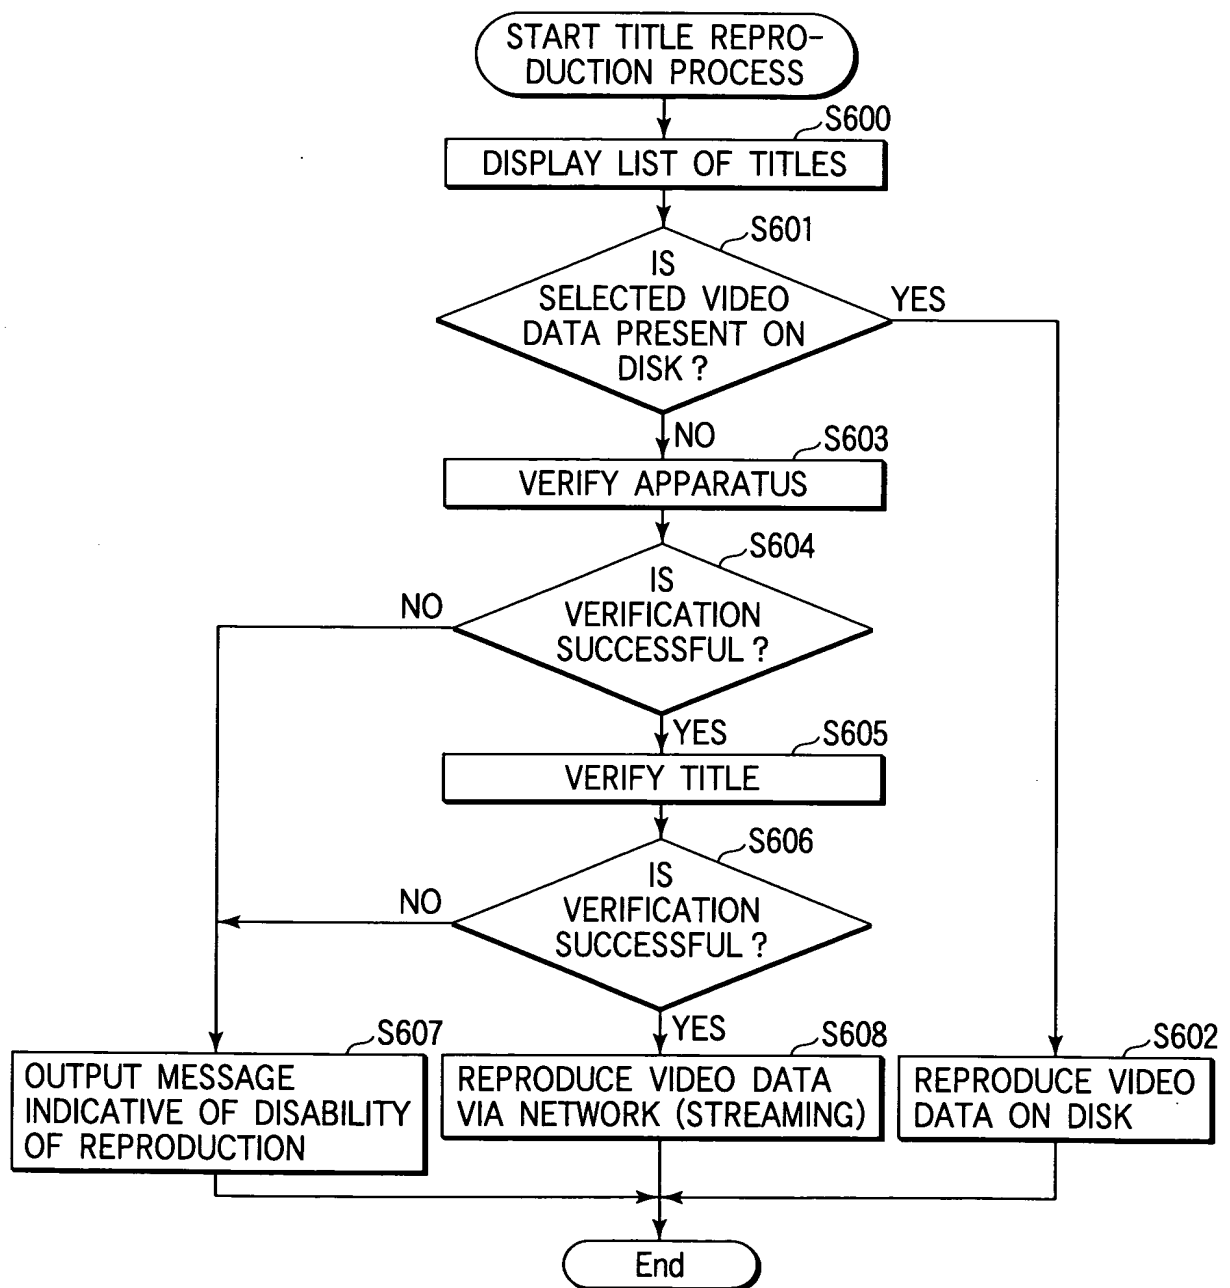 START TITLE REPRO-
DUCTION PROCESS
S600
DISPLAY LIST OF TITLES
S601
IS
SELECTED VIDEO
DATA PRESENT ON
DISK ?
YES
NO
S603
VERIFY APPARATUS
S604
IS
VERIFICATION
SUCCESSFUL ?
NO
YES
S605
VERIFY TITLE
S606
IS
VERIFICATION
SUCCESSFUL ?
NO
YES
S607
OUTPUT MESSAGE
INDICATIVE OF DISABILITY
OF REPRODUCTION
S608
REPRODUCE VIDEO DATA
VIA NETWORK (STREAMING)
S602
REPRODUCE VIDEO
DATA ON DISK
End